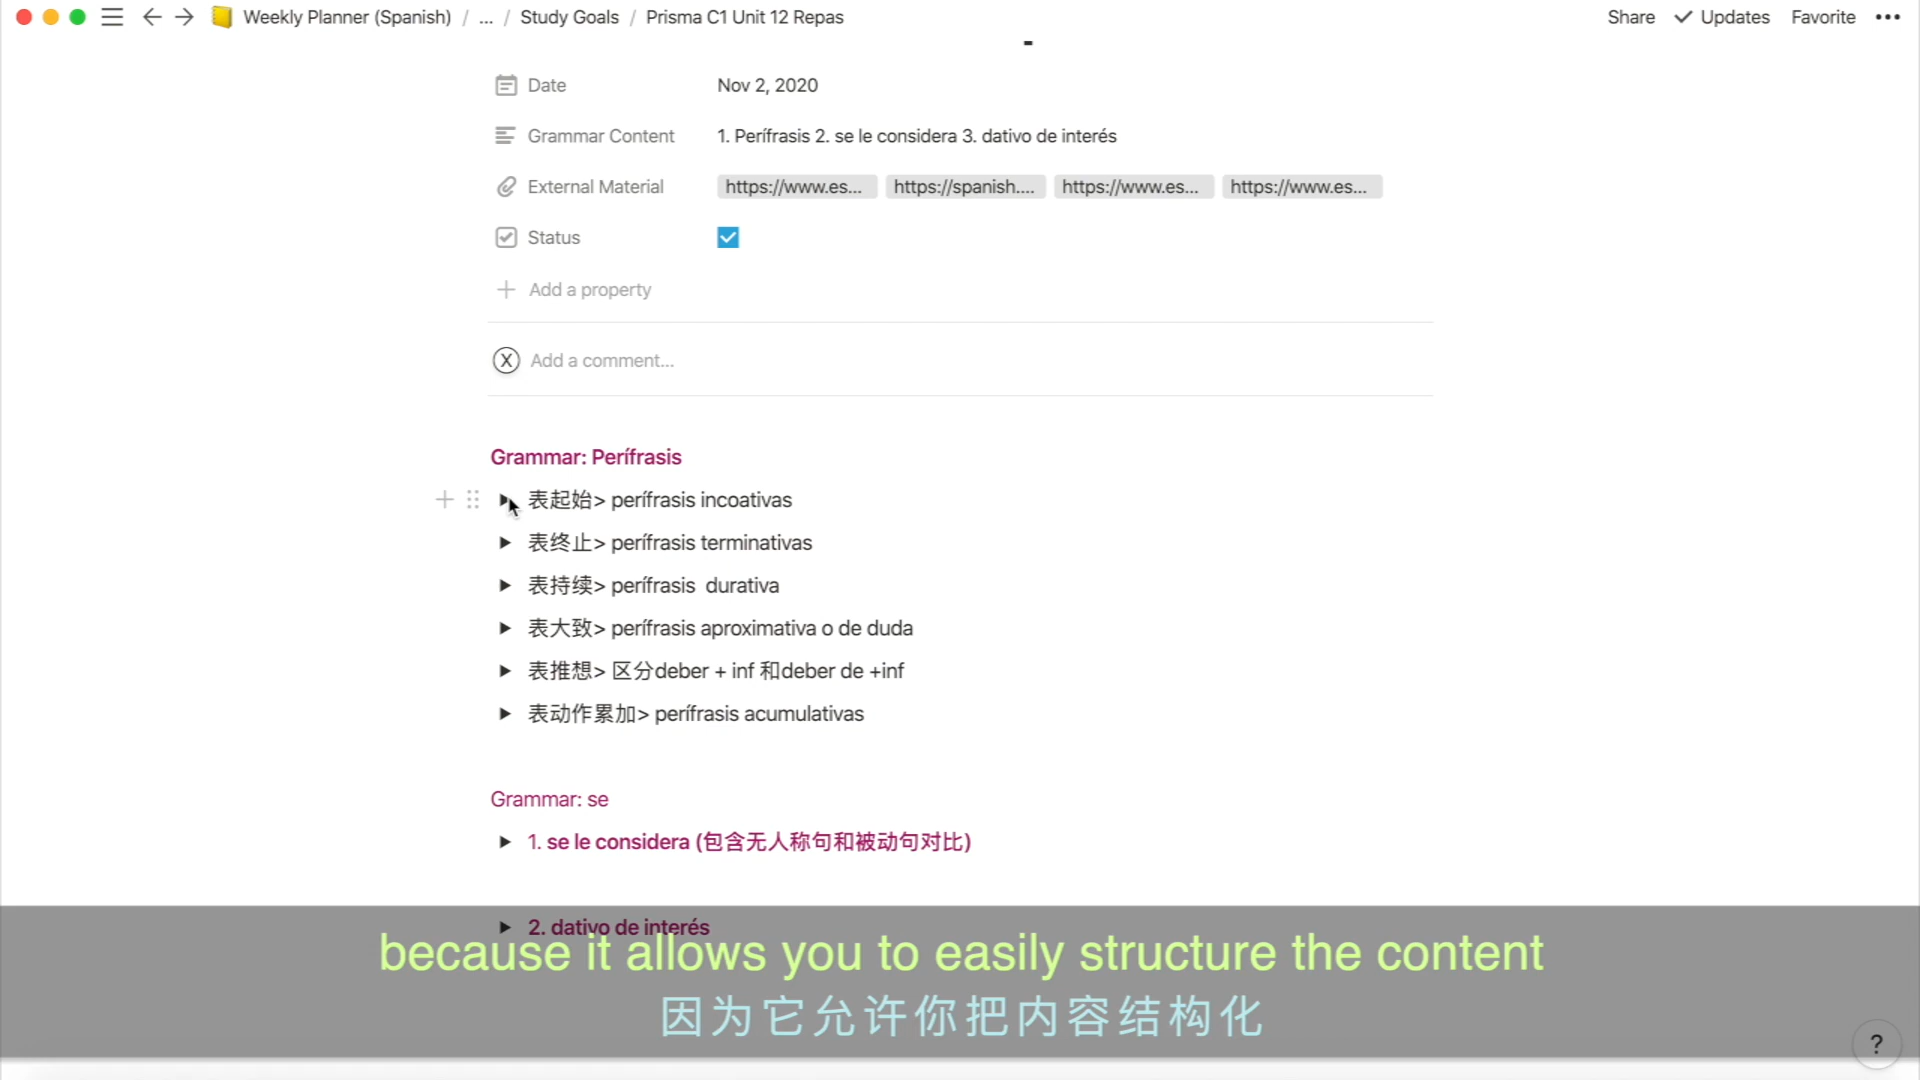 Weekly Planner (Spanish) / ... / Study Goals / Prisma C1 Unit 12 Repas
Share Updates Favorite
Date Nov 2, 2020
Grammar Content 1. Perífrasis 2. se le considera 3. dativo de interés
External Material https://www.es... https://spanish.... https://www.es... https://www.es...
Status
Add a property
X Add a comment...
Grammar: Perífrasis
表起始> perífrasis incoativas
表终止> perífrasis terminativas
表持续> perífrasis durativa
表大致> perífrasis aproximativa o de duda
表推想> 区分deber + inf 和deber de +inf
表动作累加> perífrasis acumulativas
Grammar: se
1. se le considera (包含无人称句和被动句对比)
2. dativo de interés
because it allows you to easily structure the content
因为它允许你把内容结构化
?